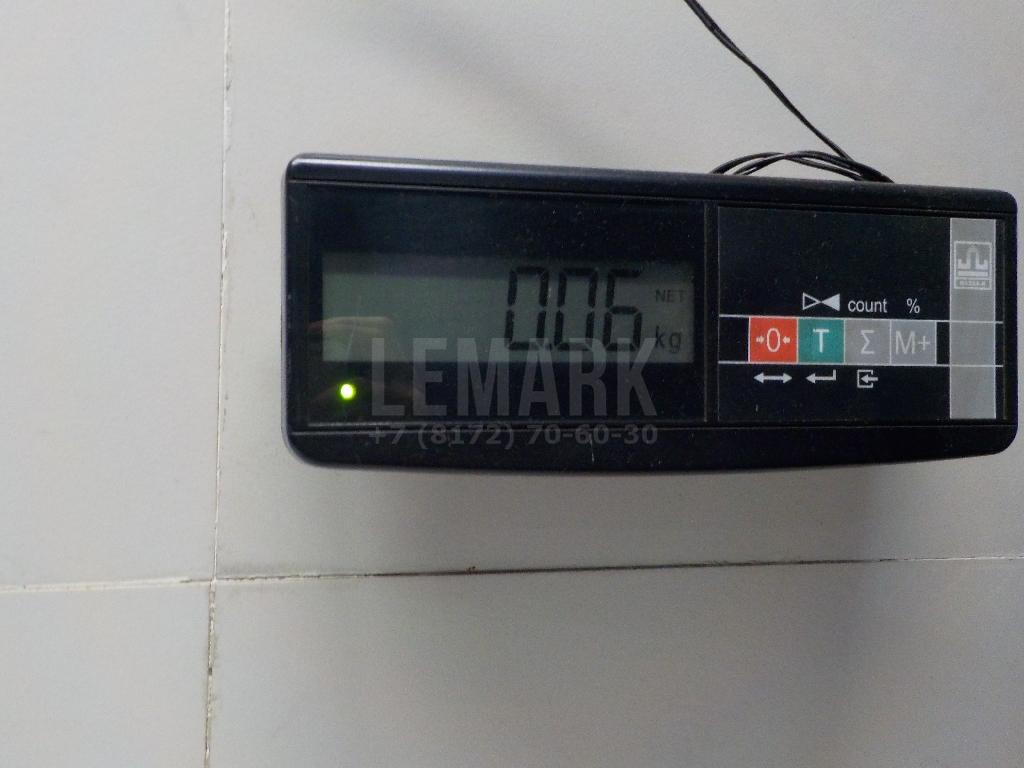 0.06
NET
kg
count %
→0← T Σ M+
LEMARK
+7 (8172) 70-60-30